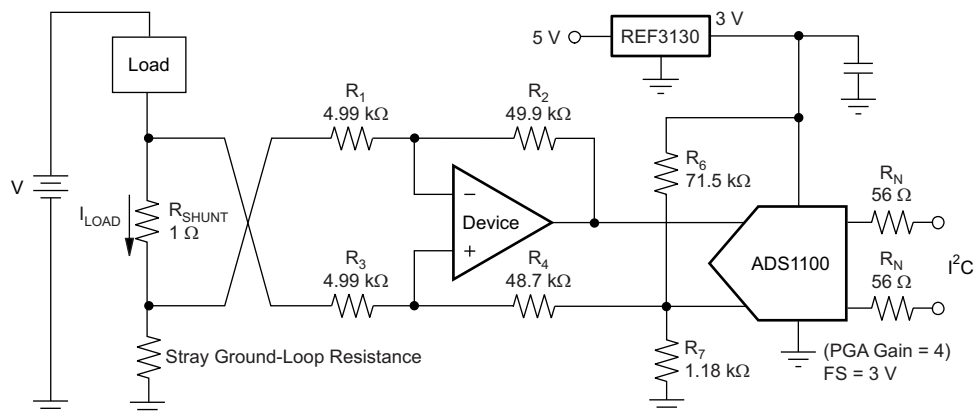 3 V
5 V
REF3130
Load
R1
4.99 kΩ
R2
49.9 kΩ
R6
71.5 kΩ
V
ILOAD
RSHUNT
1 Ω
−
Device
+
RN
56 Ω
ADS1100
I²C
RN
56 Ω
R3
4.99 kΩ
R4
48.7 kΩ
Stray Ground-Loop Resistance
R7
1.18 kΩ
(PGA Gain = 4)
FS = 3 V